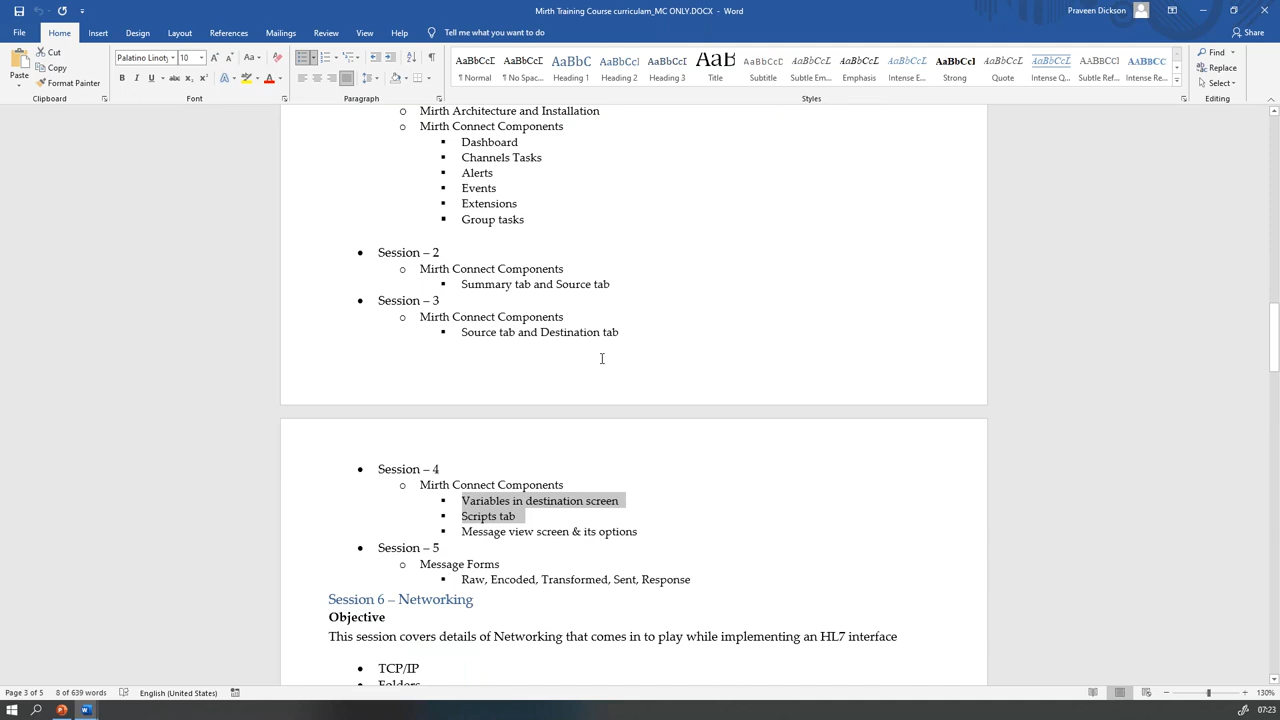 Mirth Training Course curriculam_MC ONLY.DOCX - Word
Praveen Dickson
File Home Insert Design Layout References Mailings Review View Help Tell me what you want to do Share
Paste Cut Copy Format Painter Clipboard
Palatino Linot 10 Font
Paragraph
AaBbCcI ¶ Normal
AaBbCcI ¶ No Spac...
AaBbC Heading 1
AaBbCcI Heading 2
AaBbCcI Heading 3
AaB Title
AaBbCcI Subtitle
AaBbCcL Subtle Em...
AaBbCcL Emphasis
AaBbCcL Intense E...
AaBbCcI Strong
AaBbCcL Quote
AaBbCcL Intense Q...
AABBCCI Subtle Ref...
AABBCC Intense Re...
Styles
Find Replace Select Editing
o Mirth Architecture and Installation
o Mirth Connect Components
▪ Dashboard
▪ Channels Tasks
▪ Alerts
▪ Events
▪ Extensions
▪ Group tasks
• Session – 2
o Mirth Connect Components
▪ Summary tab and Source tab
• Session – 3
o Mirth Connect Components
▪ Source tab and Destination tab
• Session – 4
o Mirth Connect Components
▪ Variables in destination screen
▪ Scripts tab
▪ Message view screen & its options
• Session – 5
o Message Forms
▪ Raw, Encoded, Transformed, Sent, Response
Session 6 – Networking
Objective
This session covers details of Networking that comes in to play while implementing an HL7 interface
• TCP/IP
• Folders
Page 3 of 5 8 of 639 words English (United States) 130%
07:23